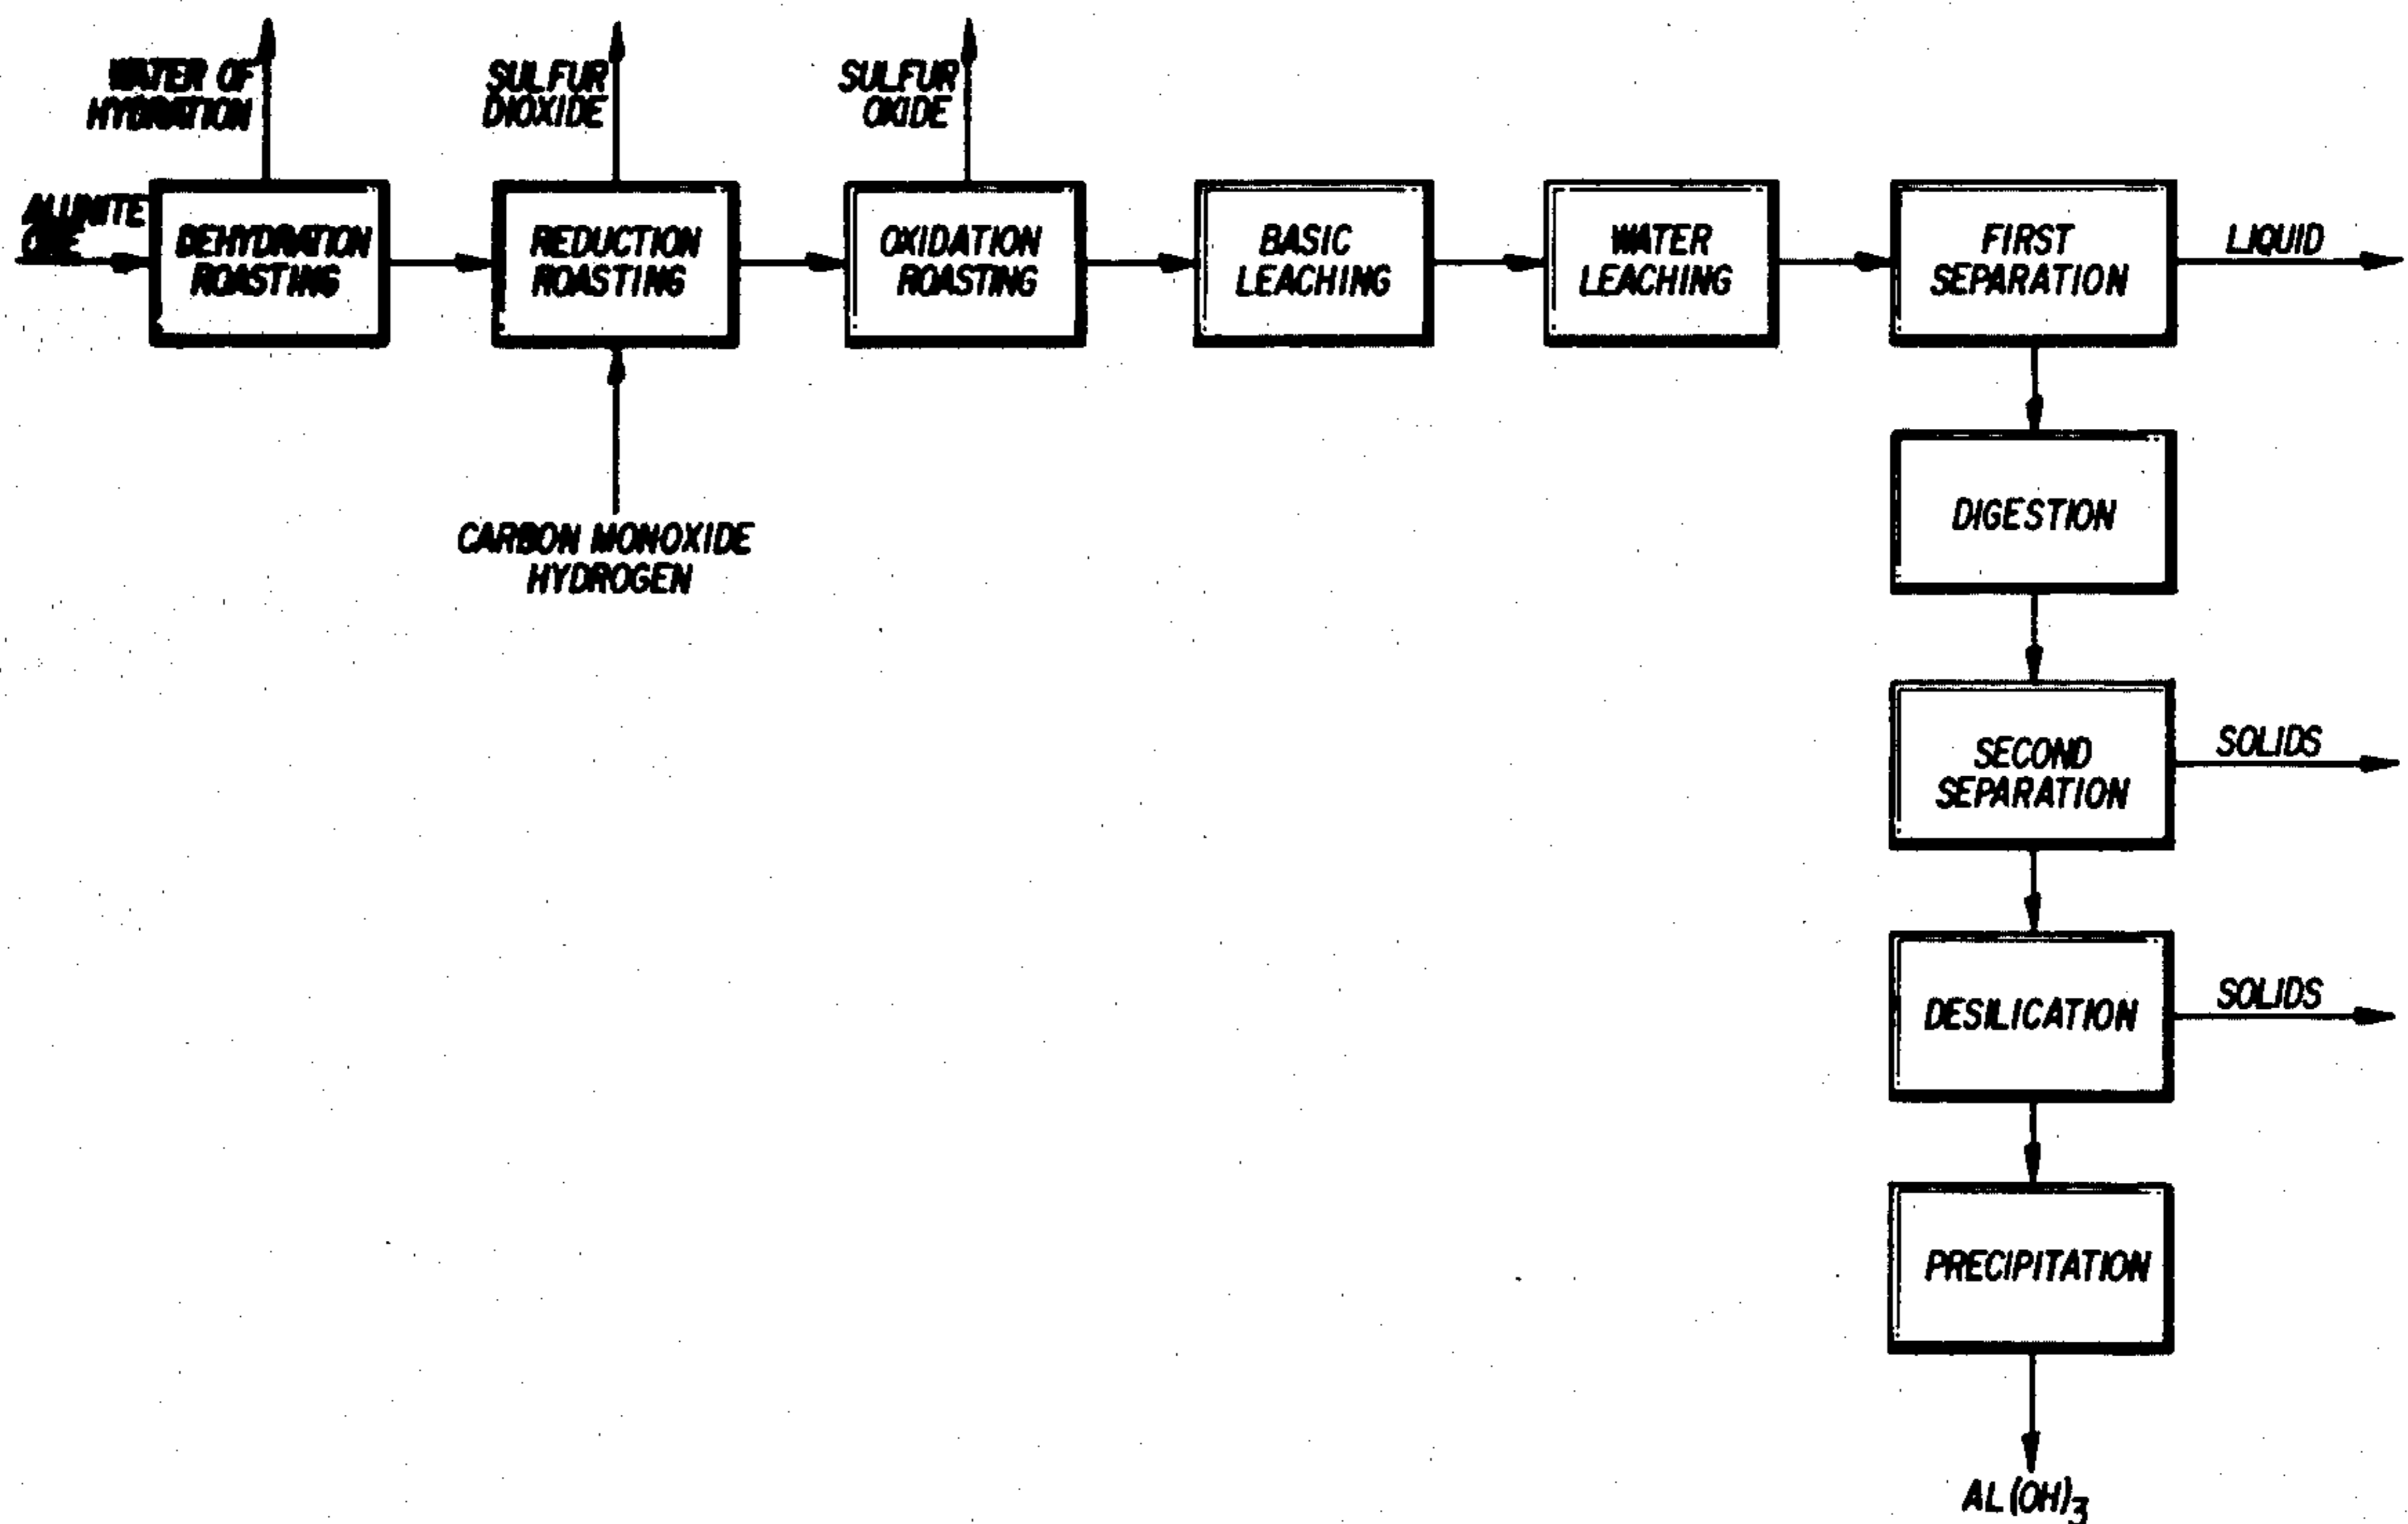 WATER OF
HYDRATION
SULFUR
DIOXIDE
SULFUR
OXIDE
ALUNITE
ORE
DEHYDRATION
ROASTING
REDUCTION
ROASTING
OXIDATION
ROASTING
BASIC
LEACHING
WATER
LEACHING
FIRST
SEPARATION
LIQUID
CARBON MONOXIDE
HYDROGEN
DIGESTION
SECOND
SEPARATION
SOLIDS
DESILICATION
SOLIDS
PRECIPITATION
AL(OH)3